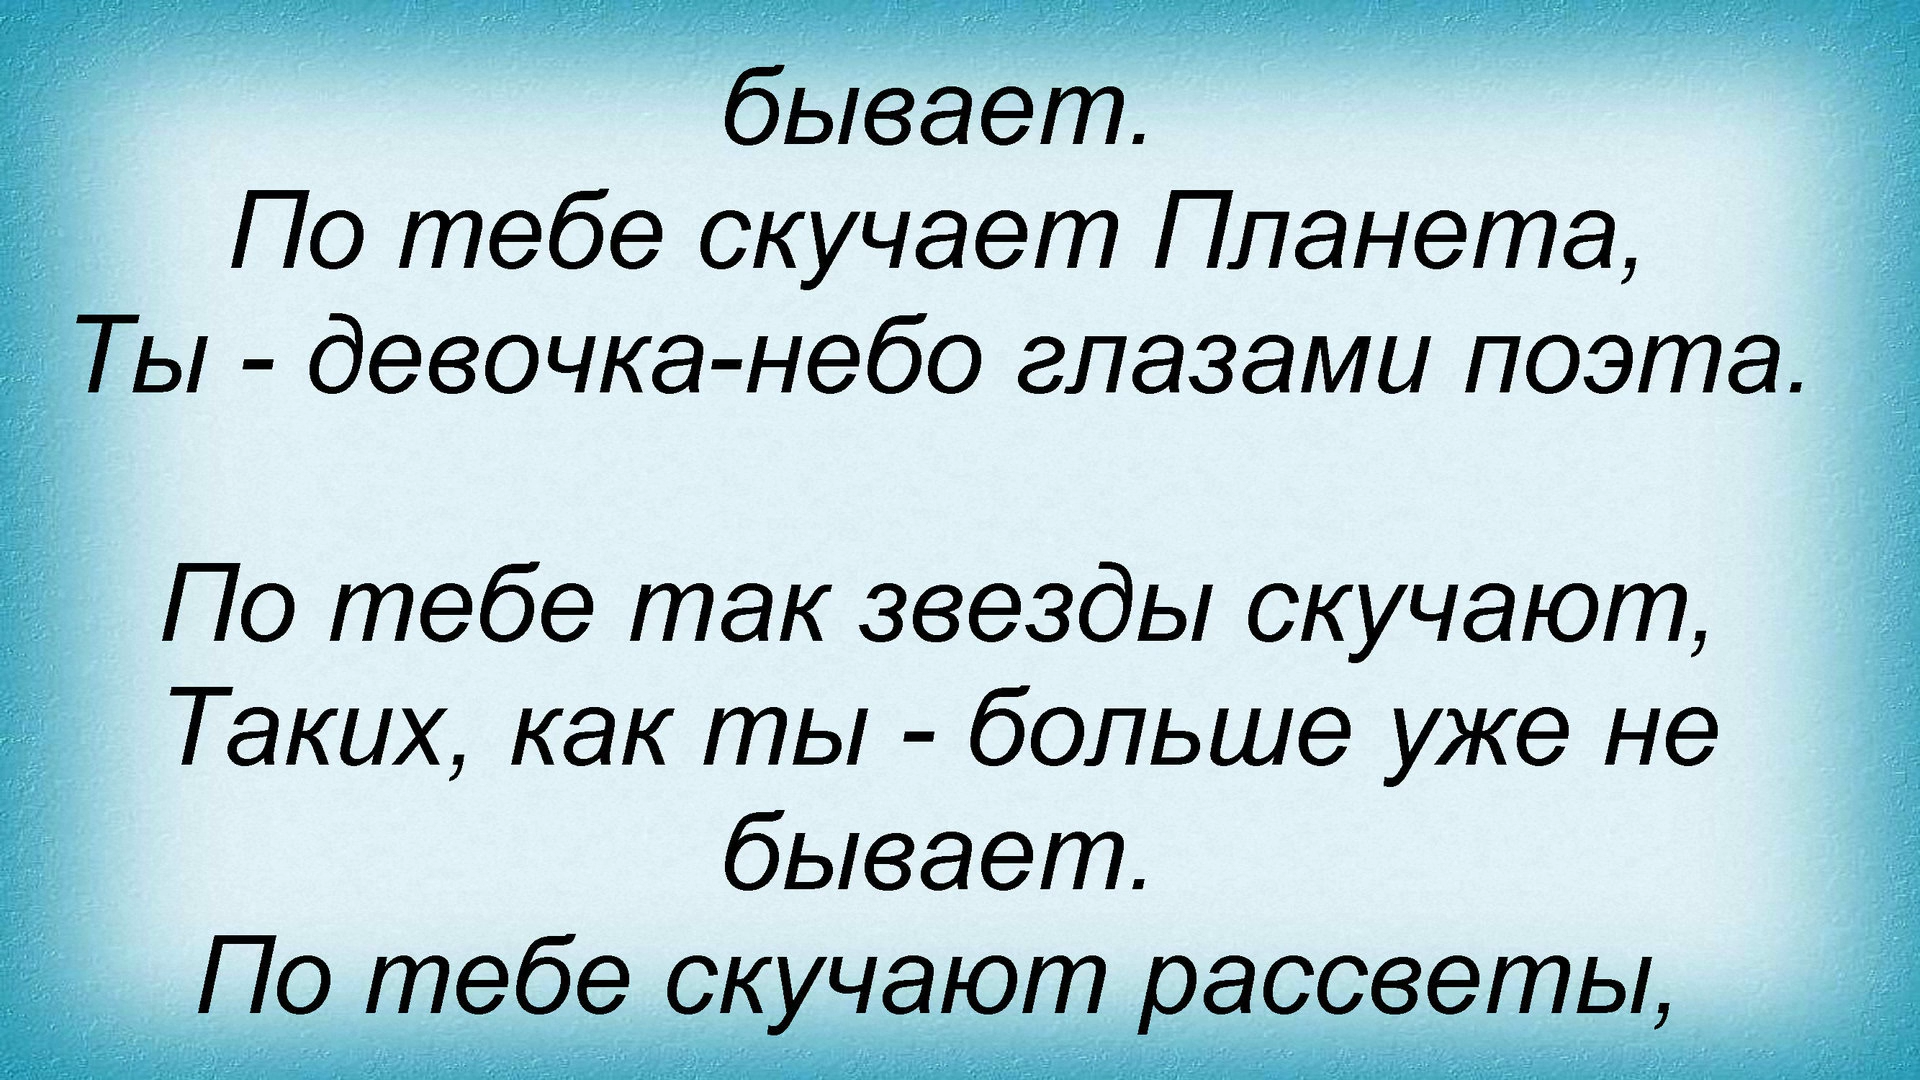 бывает.
По тебе скучает Планета,
Ты - девочка-небо глазами поэта.
По тебе так звезды скучают,
Таких, как ты - больше уже не
бывает.
По тебе скучают рассветы,